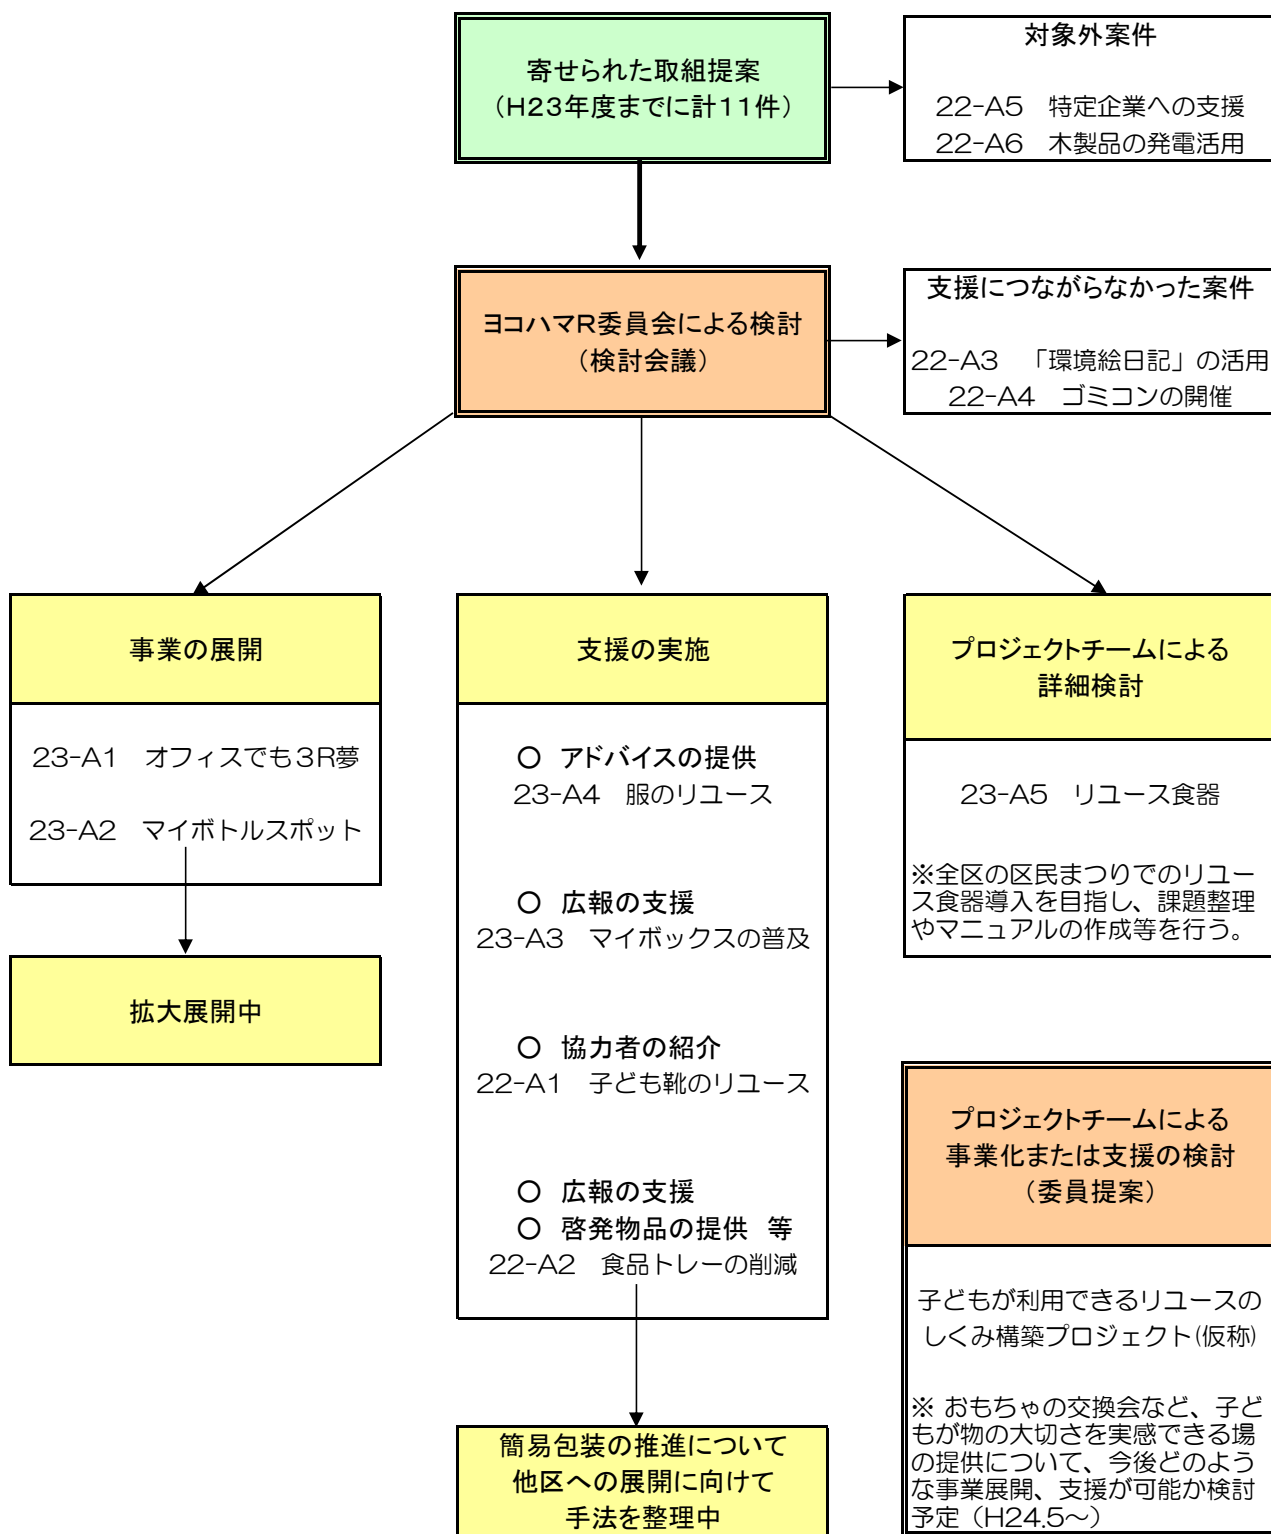 寄せられた取組提案
（H23年度までに計11件）
対象外案件
22-A5　特定企業への支援
22-A6　木製品の発電活用
ヨコハマR委員会による検討
（検討会議）
支援につながらなかった案件
22-A3　「環境絵日記」の活用
22-A4　ゴミコンの開催
事業の展開
23-A1　オフィスでも3R夢
23-A2　マイボトルスポット
拡大展開中
支援の実施
○ アドバイスの提供
23-A4　服のリユース
○ 広報の支援
23-A3　マイボックスの普及
○ 協力者の紹介
22-A1　子ども靴のリユース
○ 広報の支援
○ 啓発物品の提供 等
22-A2　食品トレーの削減
簡易包装の推進について
他区への展開に向けて
手法を整理中
プロジェクトチームによる
詳細検討
23-A5　リユース食器
※全区の区民まつりでのリユー
ス食器導入を目指し、課題整理
やマニュアルの作成等を行う。
プロジェクトチームによる
事業化または支援の検討
（委員提案）
子どもが利用できるリユースの
しくみ構築プロジェクト(仮称)
※ おもちゃの交換会など、子ど
もが物の大切さを実感できる場
の提供について、今後どのよう
な事業展開、支援が可能か検討
予定（H24.5～）